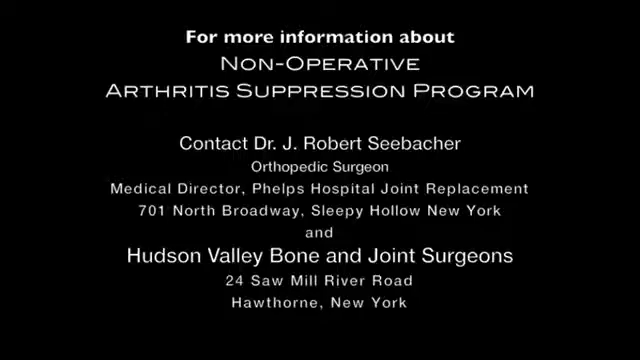 For more information about
Non-Operative
Arthritis Suppression Program
Contact Dr. J. Robert Seebacher
Orthopedic Surgeon
Medical Director, Phelps Hospital Joint Replacement
701 North Broadway, Sleepy Hollow New York
and
Hudson Valley Bone and Joint Surgeons
24 Saw Mill River Road
Hawthorne, New York